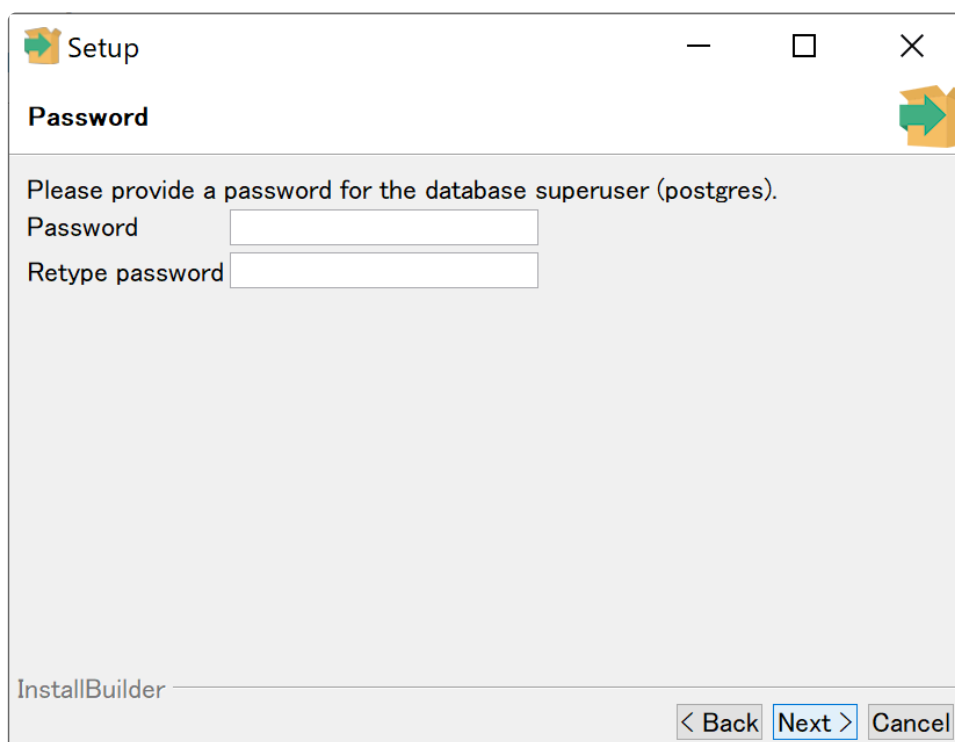 Setup
Password
Please provide a password for the database superuser (postgres).
Password
Retype password
InstallBuilder
< Back Next > Cancel